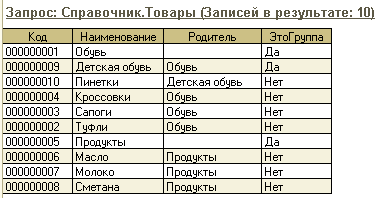 Запрос: Справочник.Товары (Записей в результате: 10)
Код Наименование Родитель ЭтоГруппа
000000001 Обувь Да
000000009 Детская обувь Обувь Да
000000010 Пинетки Детская обувь Нет
000000004 Кроссовки Обувь Нет
000000003 Сапоги Обувь Нет
000000002 Туфли Обувь Нет
000000005 Продукты Да
000000006 Масло Продукты Нет
000000007 Молоко Продукты Нет
000000008 Сметана Продукты Нет